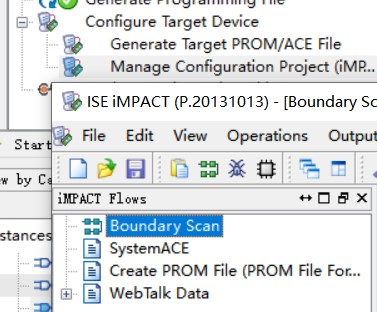 Generate Programming File
Configure Target Device
Generate Target PROM/ACE File
Manage Configuration Project (iMP...
ISE iMPACT (P.20131013) - [Boundary Sc
File Edit View Operations Output
Start
ew by Ca
iMPACT Flows
stances
Boundary Scan
SystemACE
Create PROM File (PROM File For...
WebTalk Data